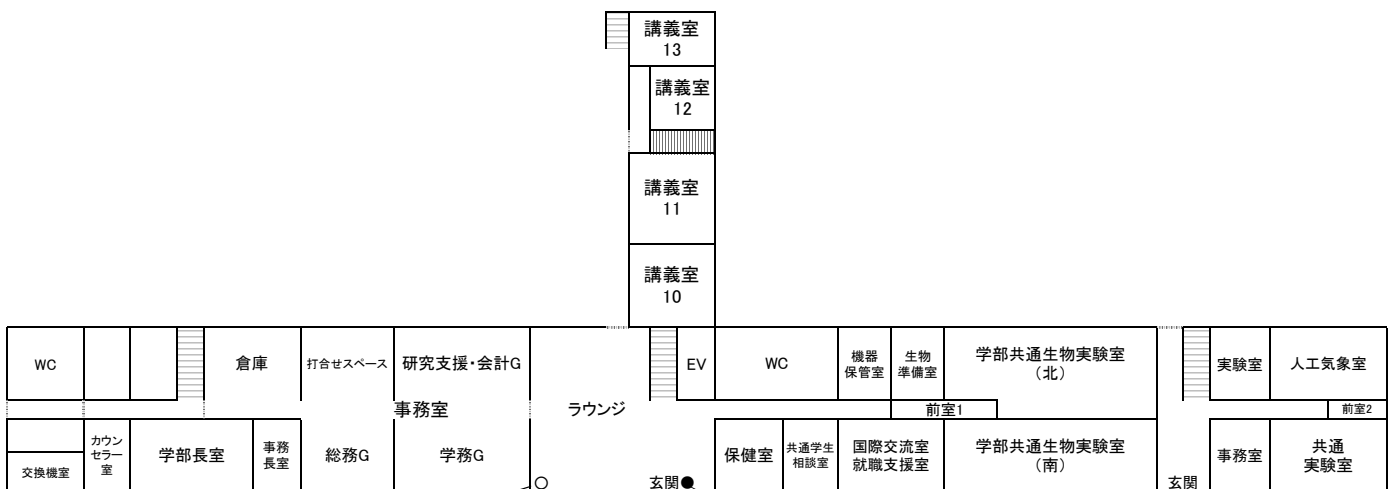 講義室
13
講義室
12
講義室
11
講義室
10
WC
倉庫
打合せスペース
研究支援・会計G
EV
WC
機器
保管室
生物
準備室
学部共通生物実験室
（北）
実験室
人工気象室
事務室
ラウンジ
前室1
前室2
交換機室
カウン
セラー
室
学部長室
事務
長室
総務G
学務G
玄関
保健室
共通学生
相談室
国際交流室
就職支援室
学部共通生物実験室
（南）
玄関
事務室
共通
実験室